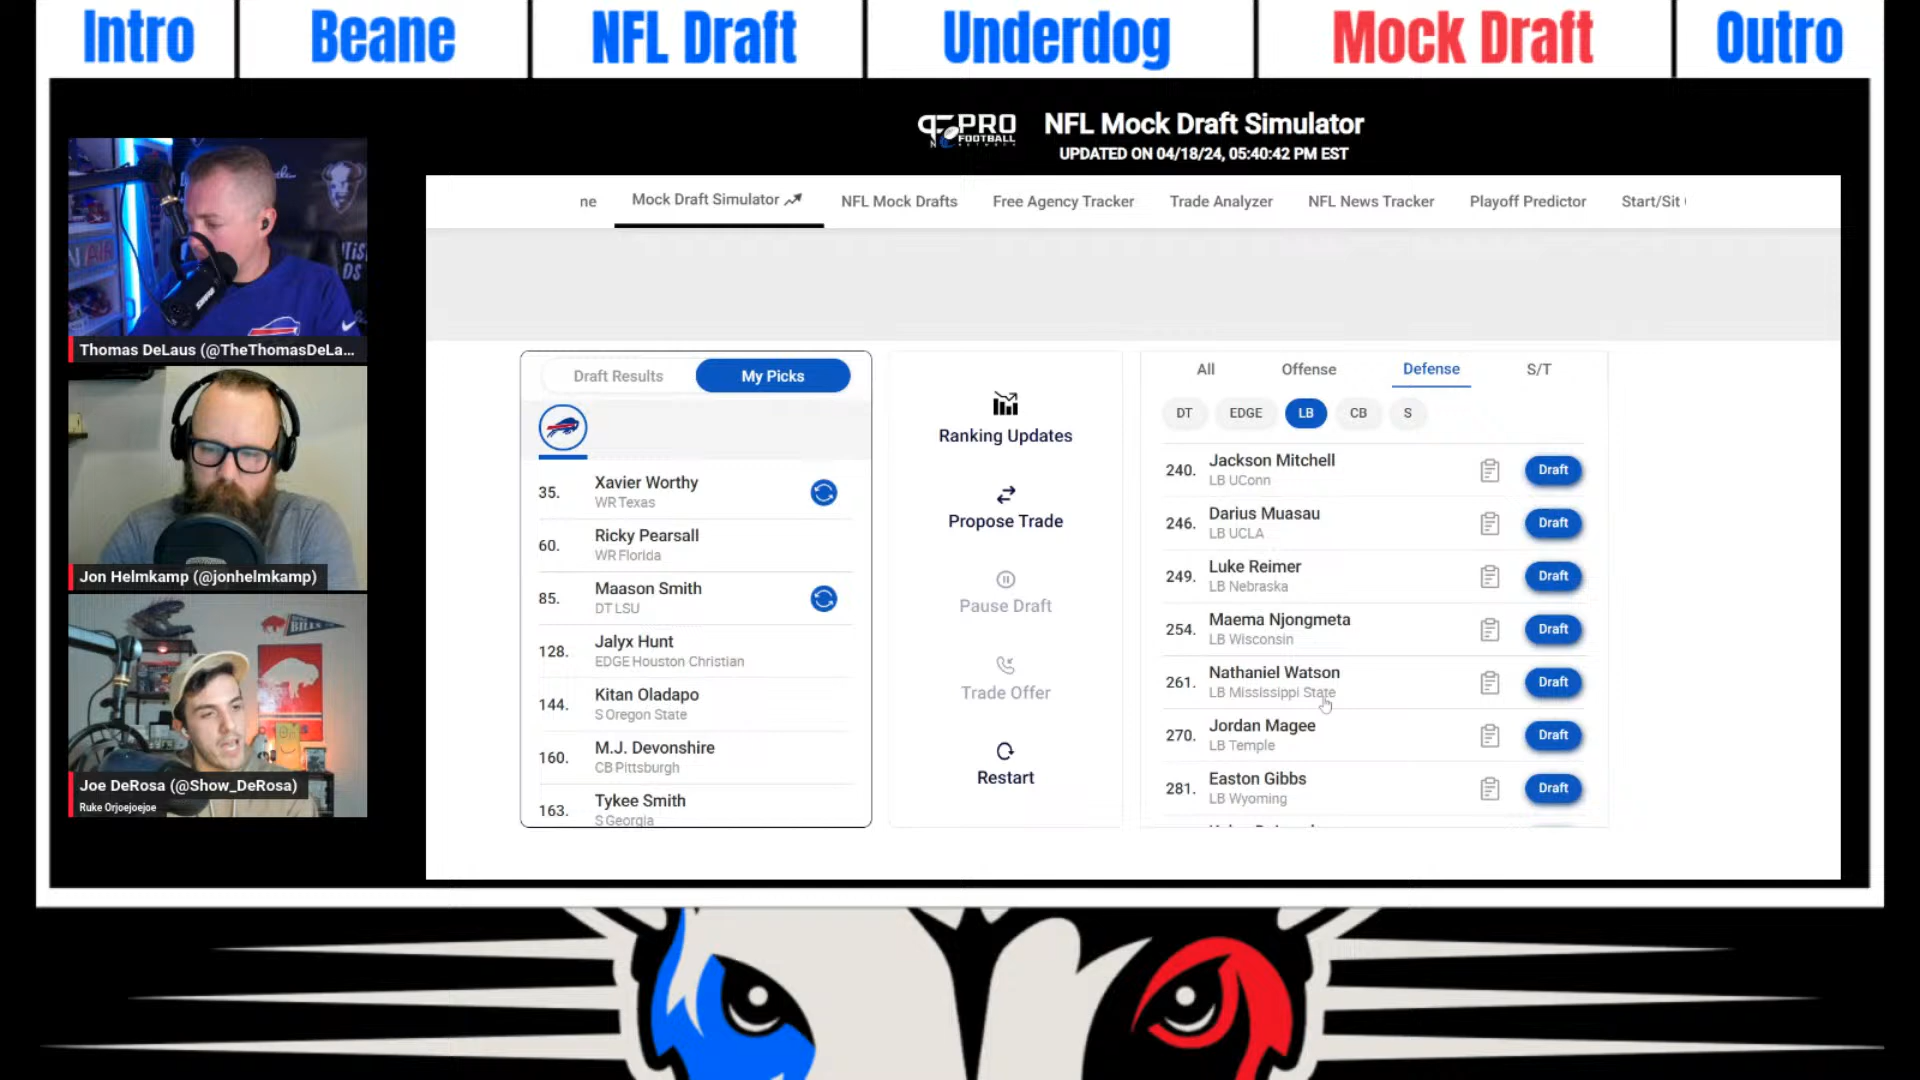 Intro
Beane
NFL Draft
Underdog
Mock Draft
Outro
PRO
FOOTBALL
NETWORK
NFL Mock Draft Simulator
UPDATED ON 04/18/24, 05:40:42 PM EST
ne
Mock Draft Simulator
NFL Mock Drafts
Free Agency Tracker
Trade Analyzer
NFL News Tracker
Playoff Predictor
Start/Sit
Thomas DeLaus (@TheThomasDeLa...
Jon Helmkamp (@jonhelmkamp)
BILLS
Joe DeRosa (@Show_DeRosa)
Ruke Orjoejoejoe
Draft Results
My Picks
35.
Xavier Worthy
WR Texas
60.
Ricky Pearsall
WR Florida
85.
Maason Smith
DT LSU
128.
Jalyx Hunt
EDGE Houston Christian
144.
Kitan Oladapo
S Oregon State
160.
M.J. Devonshire
CB Pittsburgh
163.
Tykee Smith
S Georgia
Ranking Updates
Propose Trade
Pause Draft
Trade Offer
Restart
All
Offense
Defense
S/T
DT
EDGE
LB
CB
S
240.
Jackson Mitchell
LB UConn
Draft
246.
Darius Muasau
LB UCLA
Draft
249.
Luke Reimer
LB Nebraska
Draft
254.
Maema Njongmeta
LB Wisconsin
Draft
261.
Nathaniel Watson
LB Mississippi State
Draft
270.
Jordan Magee
LB Temple
Draft
281.
Easton Gibbs
LB Wyoming
Draft